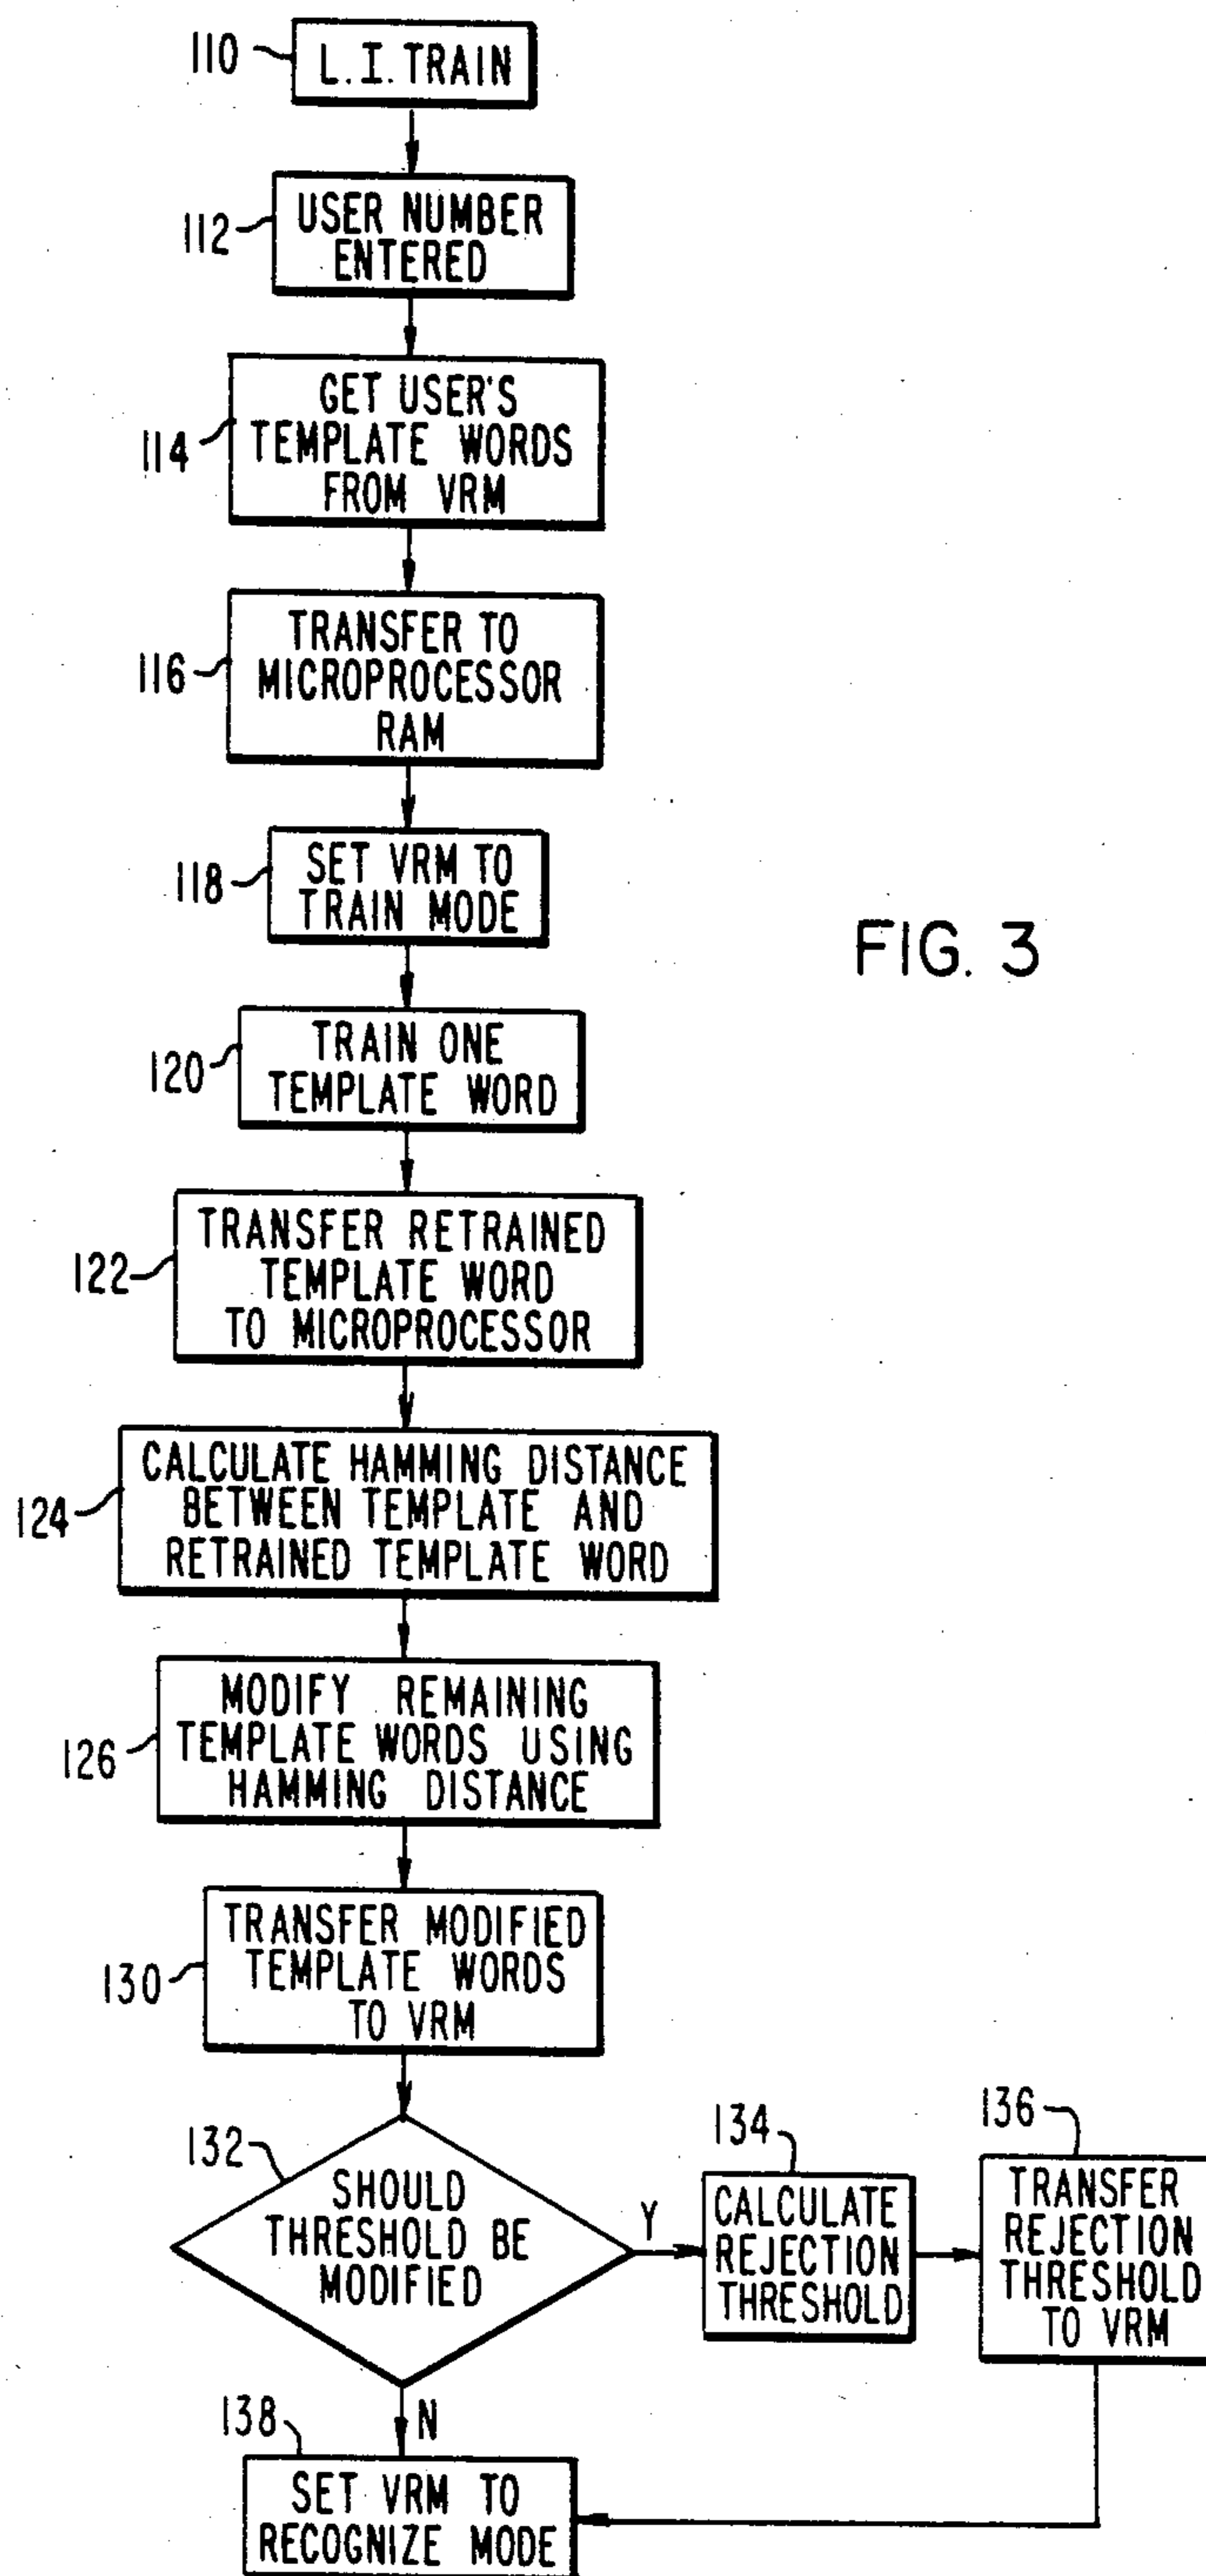 110
L.I. TRAIN
112
USER NUMBER
ENTERED
114
GET USER'S
TEMPLATE WORDS
FROM VRM
116
TRANSFER TO
MICROPROCESSOR
RAM
118
SET VRM TO
TRAIN MODE
FIG. 3
120
TRAIN ONE
TEMPLATE WORD
122
TRANSFER RETRAINED
TEMPLATE WORD
TO MICROPROCESSOR
124
CALCULATE HAMMING DISTANCE
BETWEEN TEMPLATE AND
RETRAINED TEMPLATE WORD
126
MODIFY REMAINING
TEMPLATE WORDS USING
HAMMING DISTANCE
130
TRANSFER MODIFIED
TEMPLATE WORDS
TO VRM
132
SHOULD
THRESHOLD BE
MODIFIED
Y
134
CALCULATE
REJECTION
THRESHOLD
136
TRANSFER
REJECTION
THRESHOLD
TO VRM
N
138
SET VRM TO
RECOGNIZE MODE